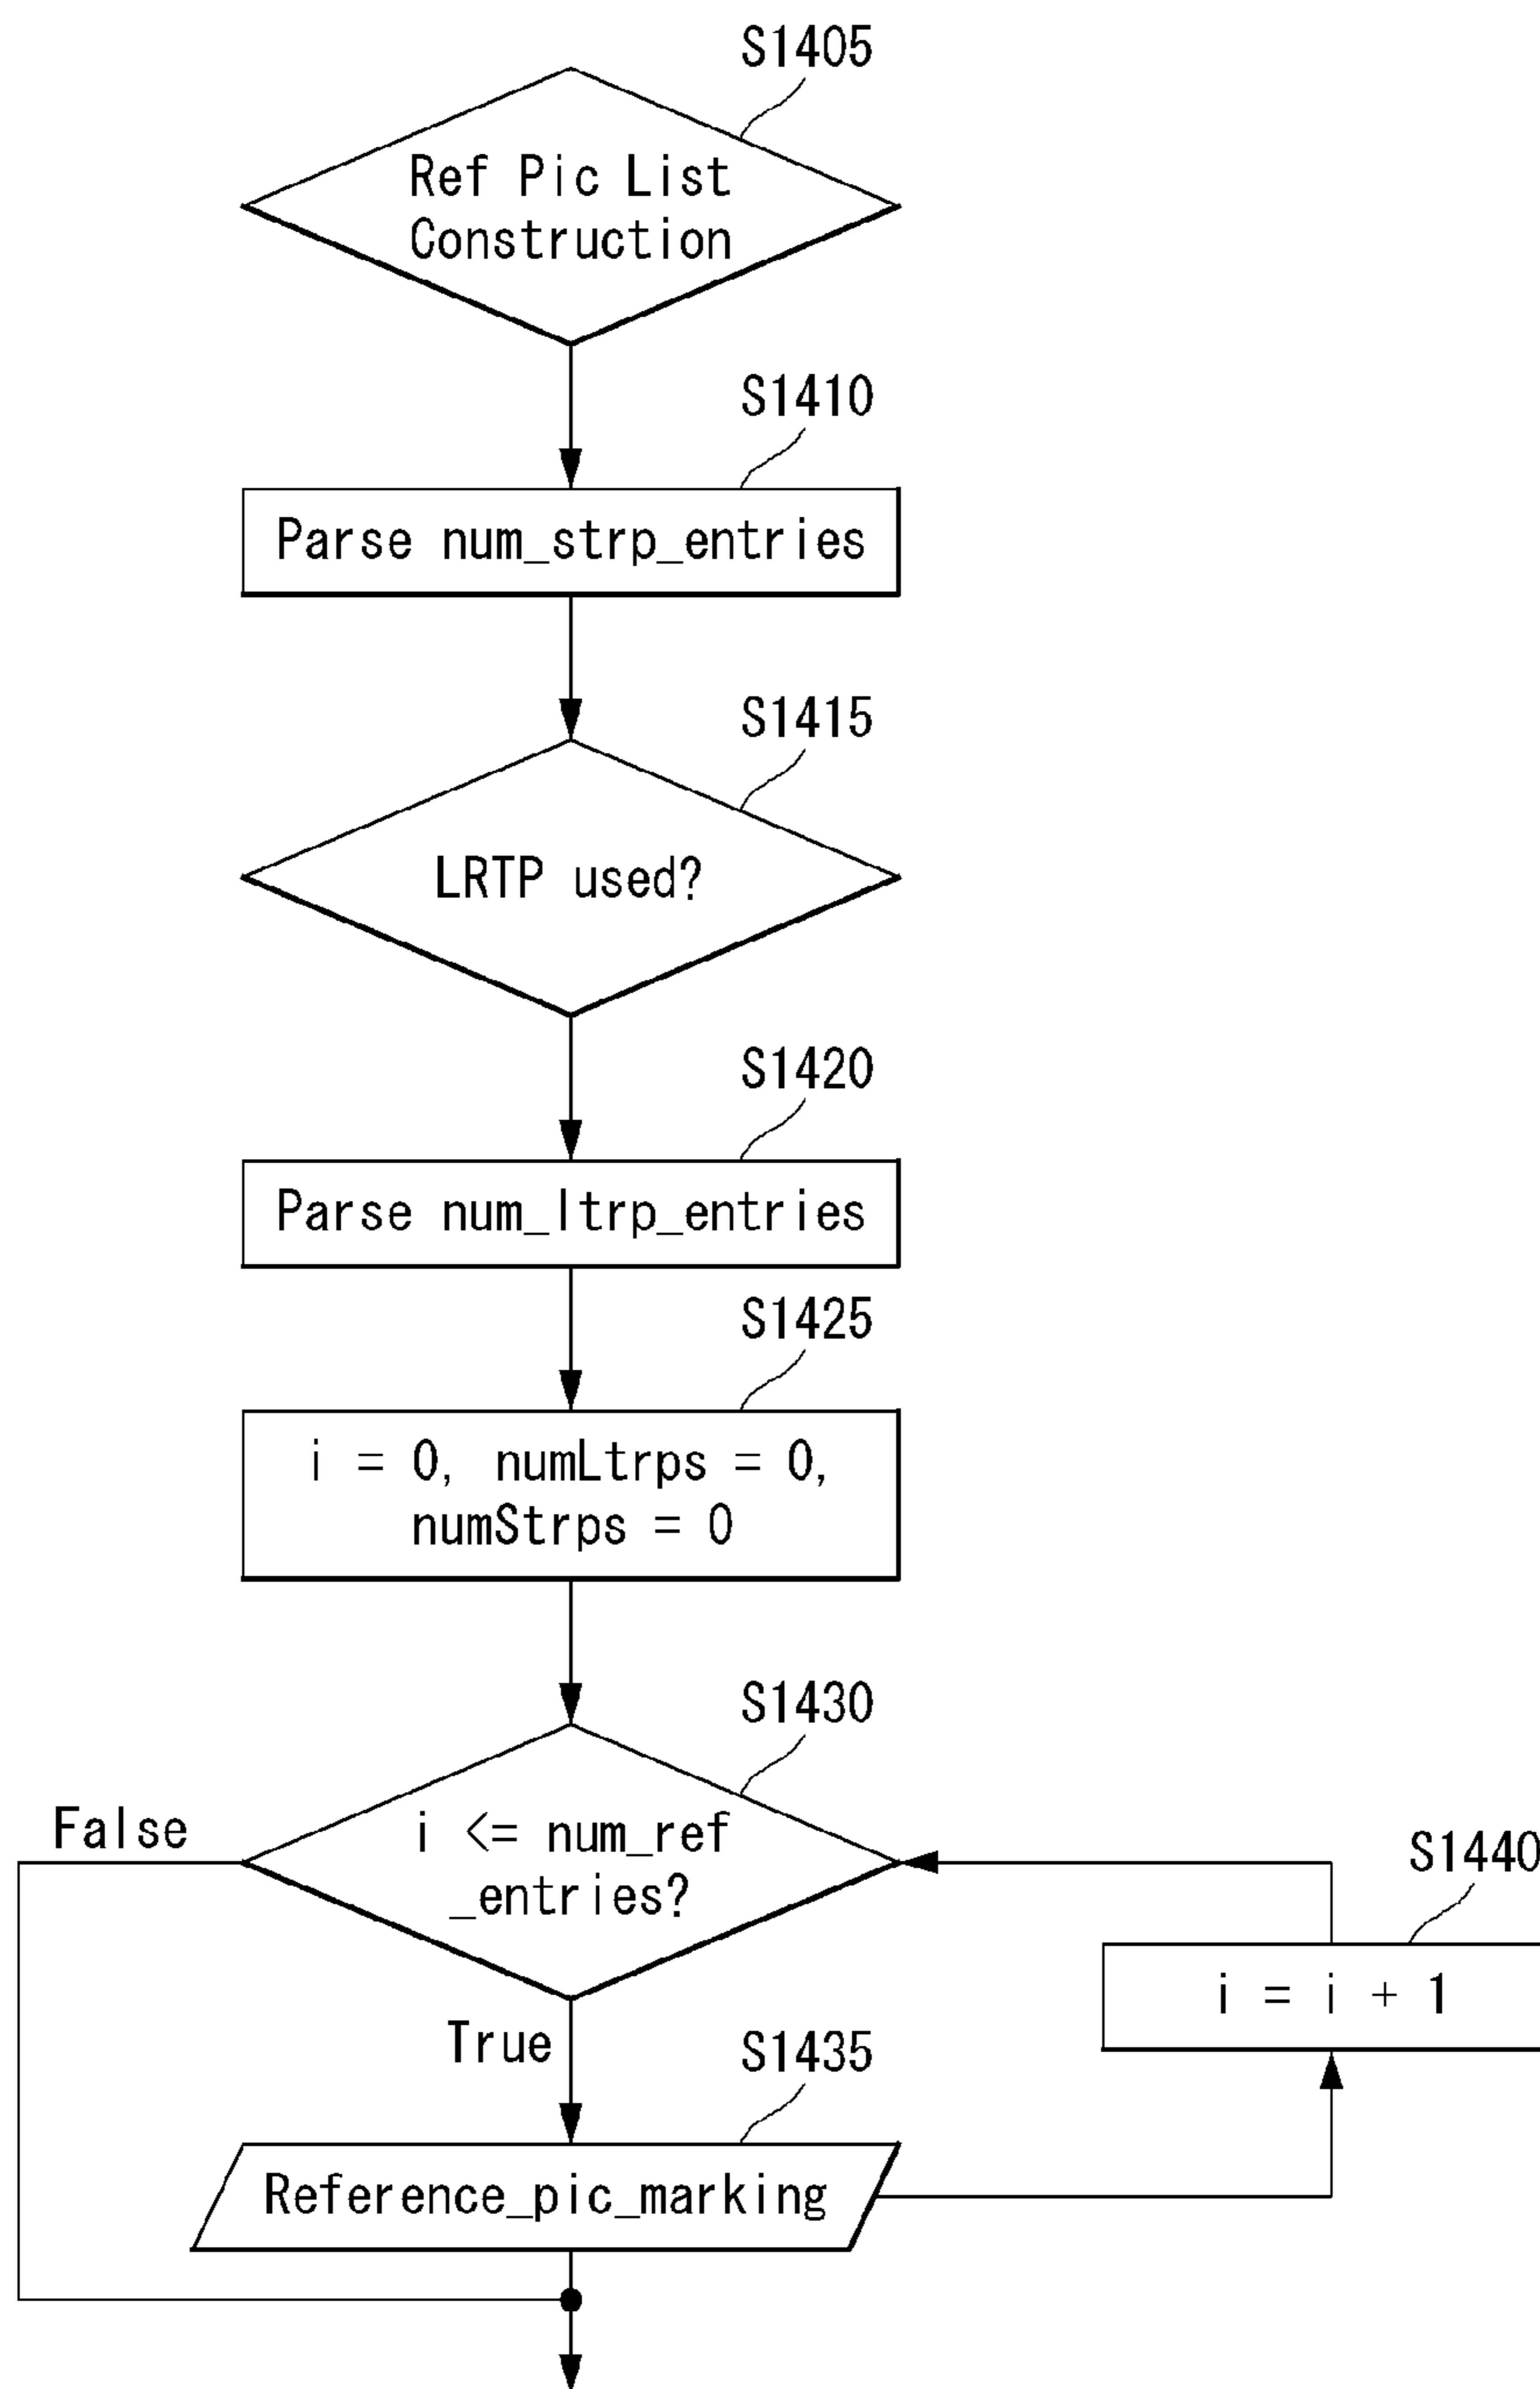 S1405
Ref Pic List
Construction
S1410
Parse num_strp_entries
S1415
LRTP used?
S1420
Parse num_ltrp_entries
S1425
i = 0, numLtrps = 0,
numStrps = 0
S1430
False
i <= num_ref
_entries?
S1440
i = i + 1
True
S1435
Reference_pic_marking